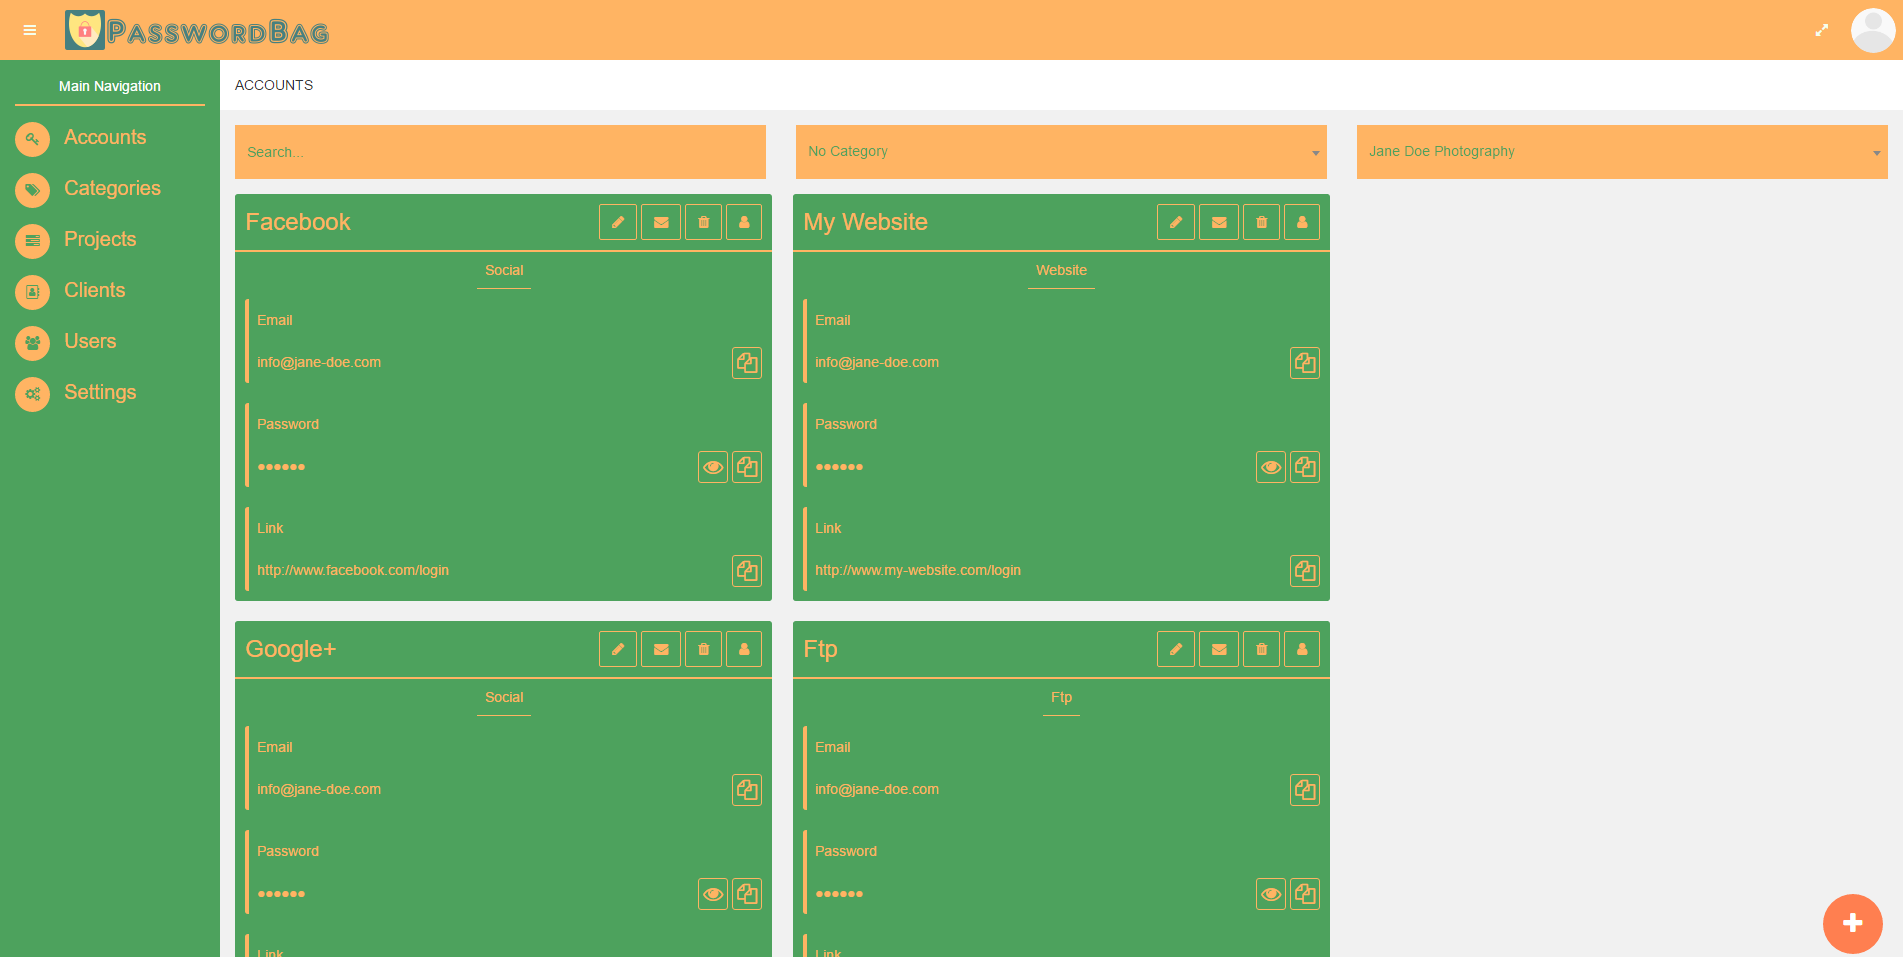 PasswordBag
Main Navigation
Accounts
Categories
Projects
Clients
Users
Settings
ACCOUNTS
Search...
No Category
Jane Doe Photography
Facebook
Social
Email
info@jane-doe.com
Password
••••••
Link
http://www.facebook.com/login
My Website
Website
Email
info@jane-doe.com
Password
••••••
Link
http://www.my-website.com/login
Google+
Social
Email
info@jane-doe.com
Password
••••••
Link
Ftp
Ftp
Email
info@jane-doe.com
Password
••••••
Link